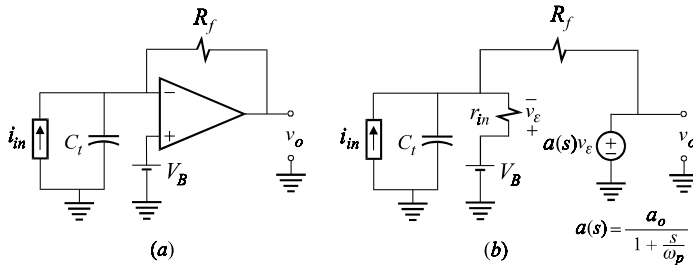 R_f
i_in
C_t
−
+
V_B
v_o
(a)
R_f
i_in
C_t
r_in
− v_ε +
V_B
a(s)v_ε
±
v_o
a(s) = a_o / (1 + s/ω_p)
(b)